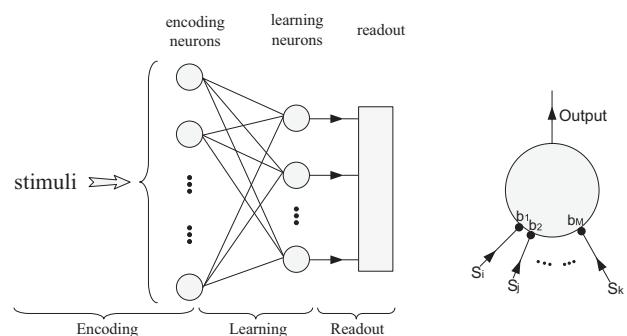 encoding
neurons
learning
neurons
readout
stimuli
Encoding
Learning
Readout
Output
b1
b2
bM
Si
Sj
Sk